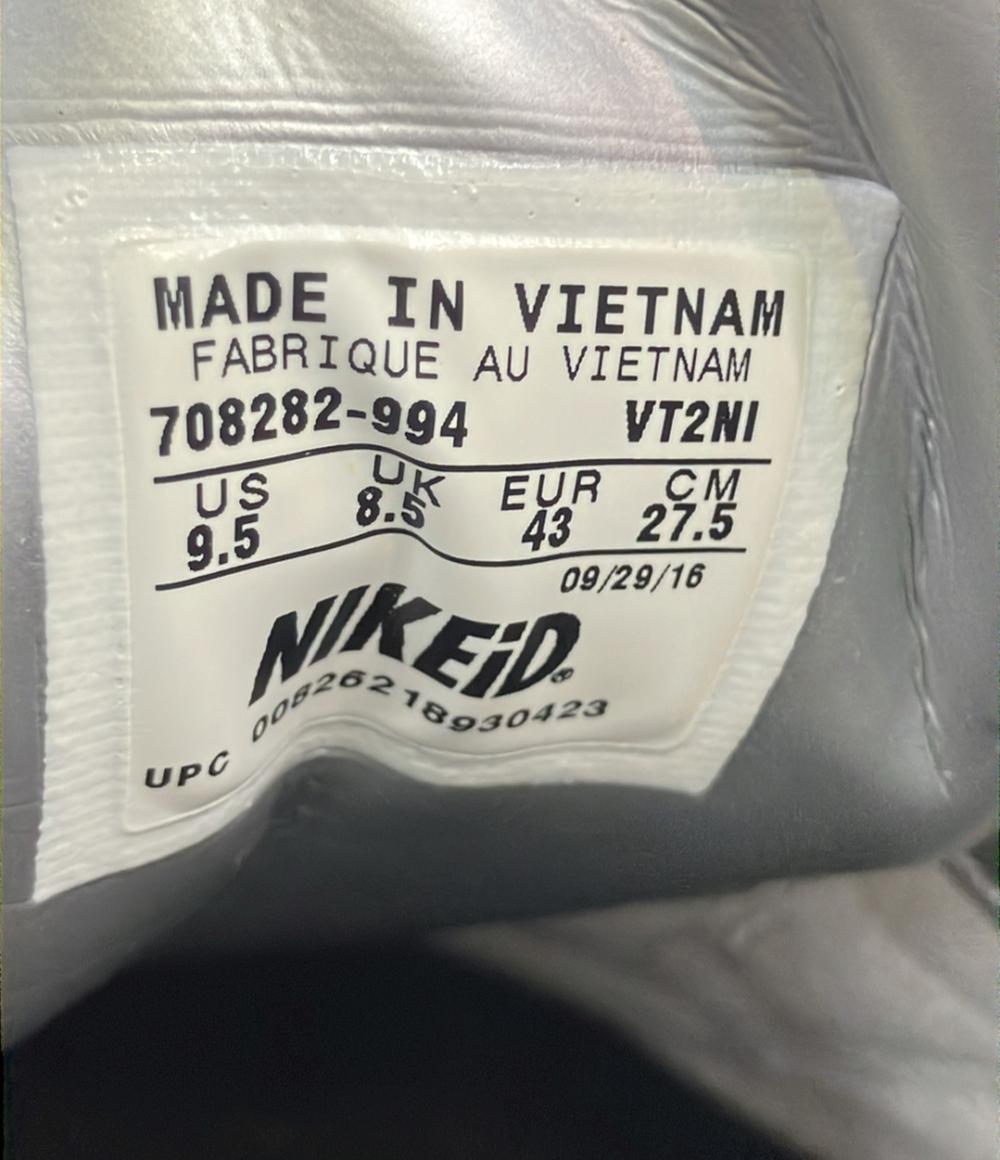 MADE IN VIETNAM
FABRIQUE AU VIETNAM
708282-994 VT2NI
US UK EUR CM
9.5 8.5 43 27.5
09/29/16
NIKEiD®
UPC 00826218930423